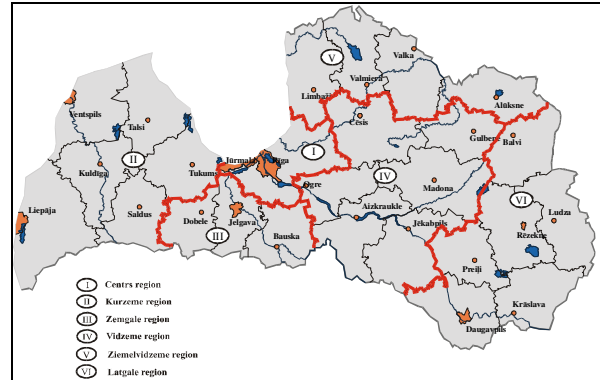 V
Valka
Valmiera
Limbaži
Alūksne
Ventspils
Talsi
Cēsis
Gulbene
Balvi
I
II
Jūrmala
Rīga
Kuldīga
Tukums
IV
Ogre
Madona
VI
Liepāja
Saldus
Dobele
Jelgava
Aizkraukle
Ludza
III
Bauska
Jēkabpils
Rēzekne
Preiļi
I Centrs region
II Kurzeme region
III Zemgale region
IV Vidzeme region
V Ziemelvidzeme region
VI Latgale region
Krāslava
Daugavpils